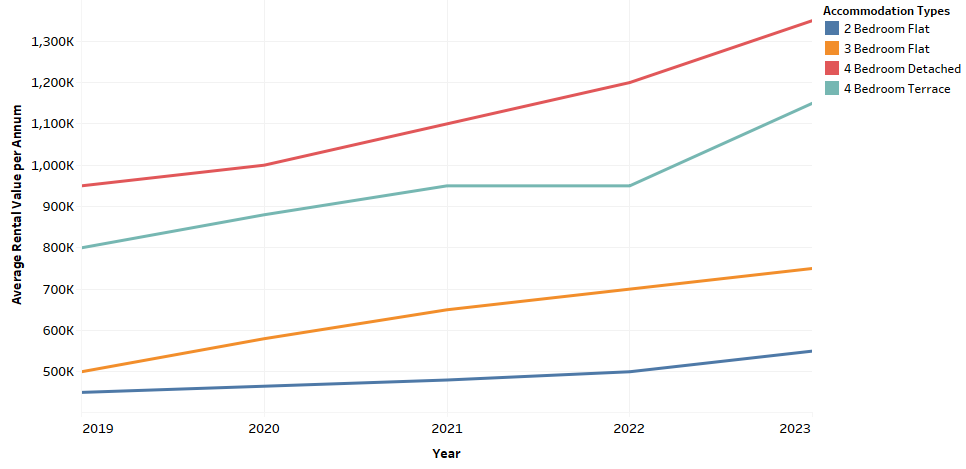 Accommodation Types
2 Bedroom Flat
3 Bedroom Flat
4 Bedroom Detached
4 Bedroom Terrace
Average Rental Value per Annum
1,300K
1,200K
1,100K
1,000K
900K
800K
700K
600K
500K
2019 2020 2021 2022 2023
Year